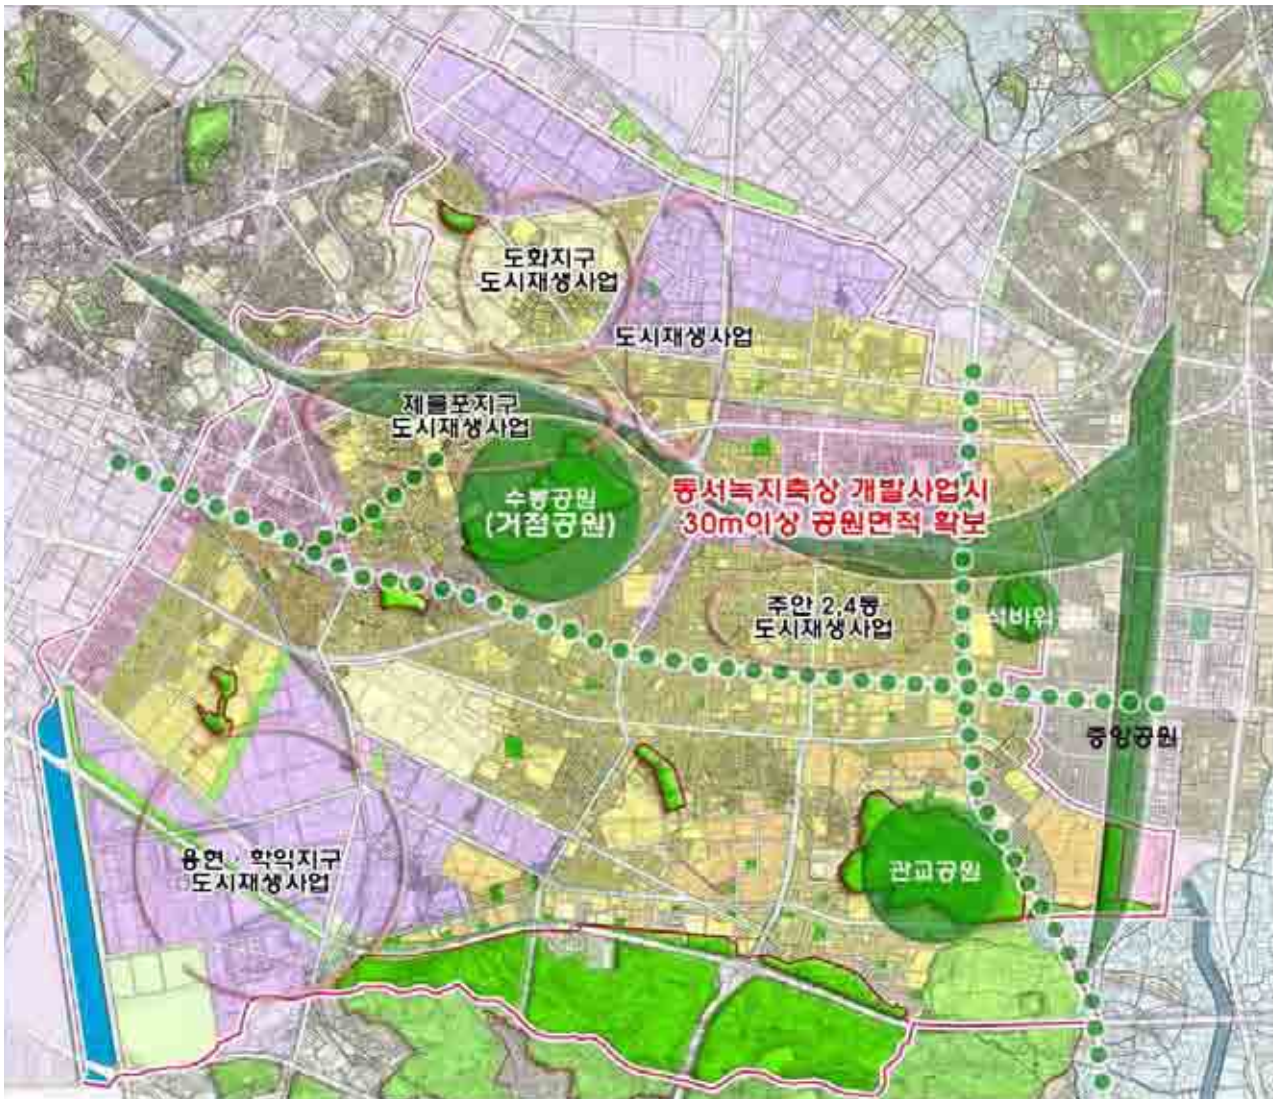 도화지구
도시재생사업
도시재생사업
제물포지구
도시재생사업
수봉공원
(거점공원)
동서녹지축상 개발사업시
30m이상 공원면적 확보
주안 2,4동
도시재생사업
석바위
중앙공원
용현·학익지구
도시재생사업
관교공원